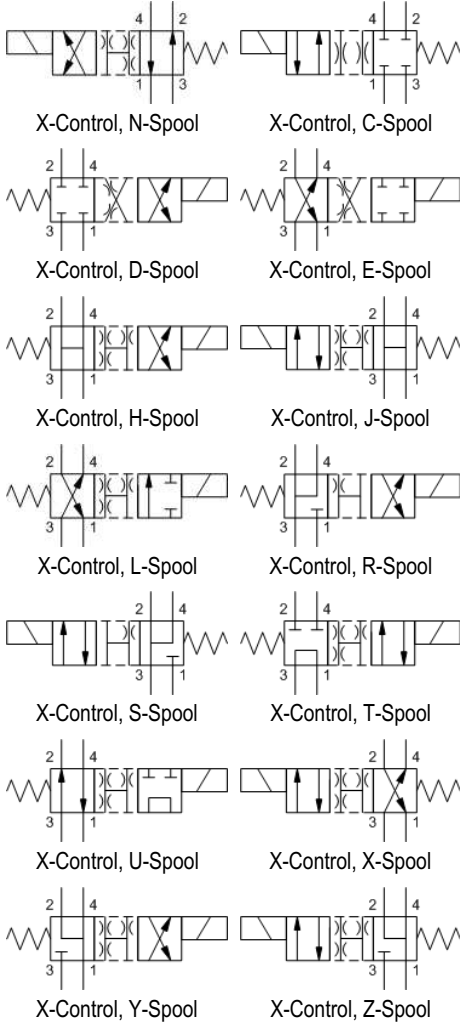 4 2 4 2
1 3 1 3
X-Control, N-Spool X-Control, C-Spool
2 4 2 4
3 1 3 1
X-Control, D-Spool X-Control, E-Spool
2 4 2 4
3 1 3 1
X-Control, H-Spool X-Control, J-Spool
2 4 2 4
3 1 3 1
X-Control, L-Spool X-Control, R-Spool
2 4 2 4
3 1 3 1
X-Control, S-Spool X-Control, T-Spool
2 4 2 4
3 1 3 1
X-Control, U-Spool X-Control, X-Spool
2 4 2 4
3 1 3 1
X-Control, Y-Spool X-Control, Z-Spool